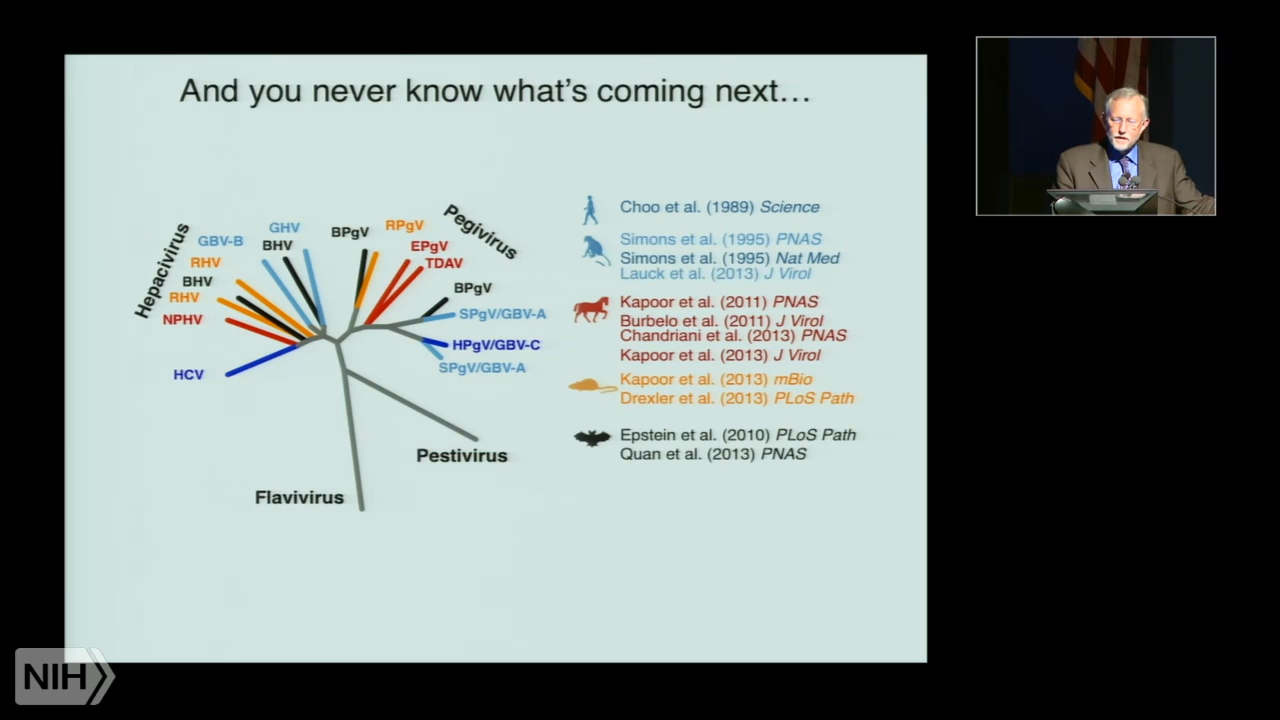 And you never know what's coming next...
Hepacivirus
GBV-B
GHV
BHV
BPgV
RPgV
Pegivirus
EPgV
TDAV
RHV
BHV
RHV
NPHV
HCV
BPgV
SPgV/GBV-A
HPgV/GBV-C
SPgV/GBV-A
Pestivirus
Flavivirus
Choo et al. (1989) Science
Simons et al. (1995) PNAS
Simons et al. (1995) Nat Med
Lauck et al. (2013) J Virol
Kapoor et al. (2011) PNAS
Burbelo et al. (2011) J Virol
Chandriani et al. (2013) PNAS
Kapoor et al. (2013) J Virol
Kapoor et al. (2013) mBio
Drexler et al. (2013) PLoS Path
Epstein et al. (2010) PLoS Path
Quan et al. (2013) PNAS
NIH